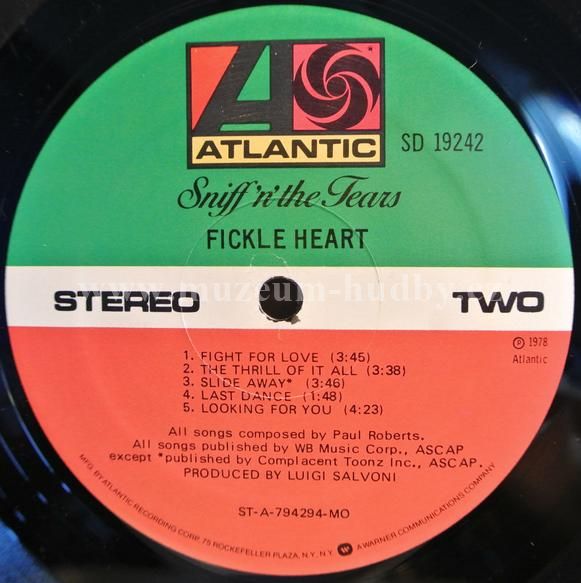 ATLANTIC
SD 19242
Sniff 'n' the Tears
FICKLE HEART
www.muzeum-hudby.cz
STEREO
TWO
℗ 1978
Atlantic
1. FIGHT FOR LOVE (3:45)
2. THE THRILL OF IT ALL (3:38)
3. SLIDE AWAY* (3:46)
4. LAST DANCE (1:48)
5. LOOKING FOR YOU (4:23)
All songs composed by Paul Roberts.
All songs published by WB Music Corp., ASCAP
except *published by Complacent Toonz Inc., ASCAP.
PRODUCED BY LUIGI SALVONI
ST-A-794294-MO
MFG. BY ATLANTIC RECORDING CORP., 75 ROCKEFELLER PLAZA, N.Y., N.Y. A WARNER COMMUNICATIONS COMPANY